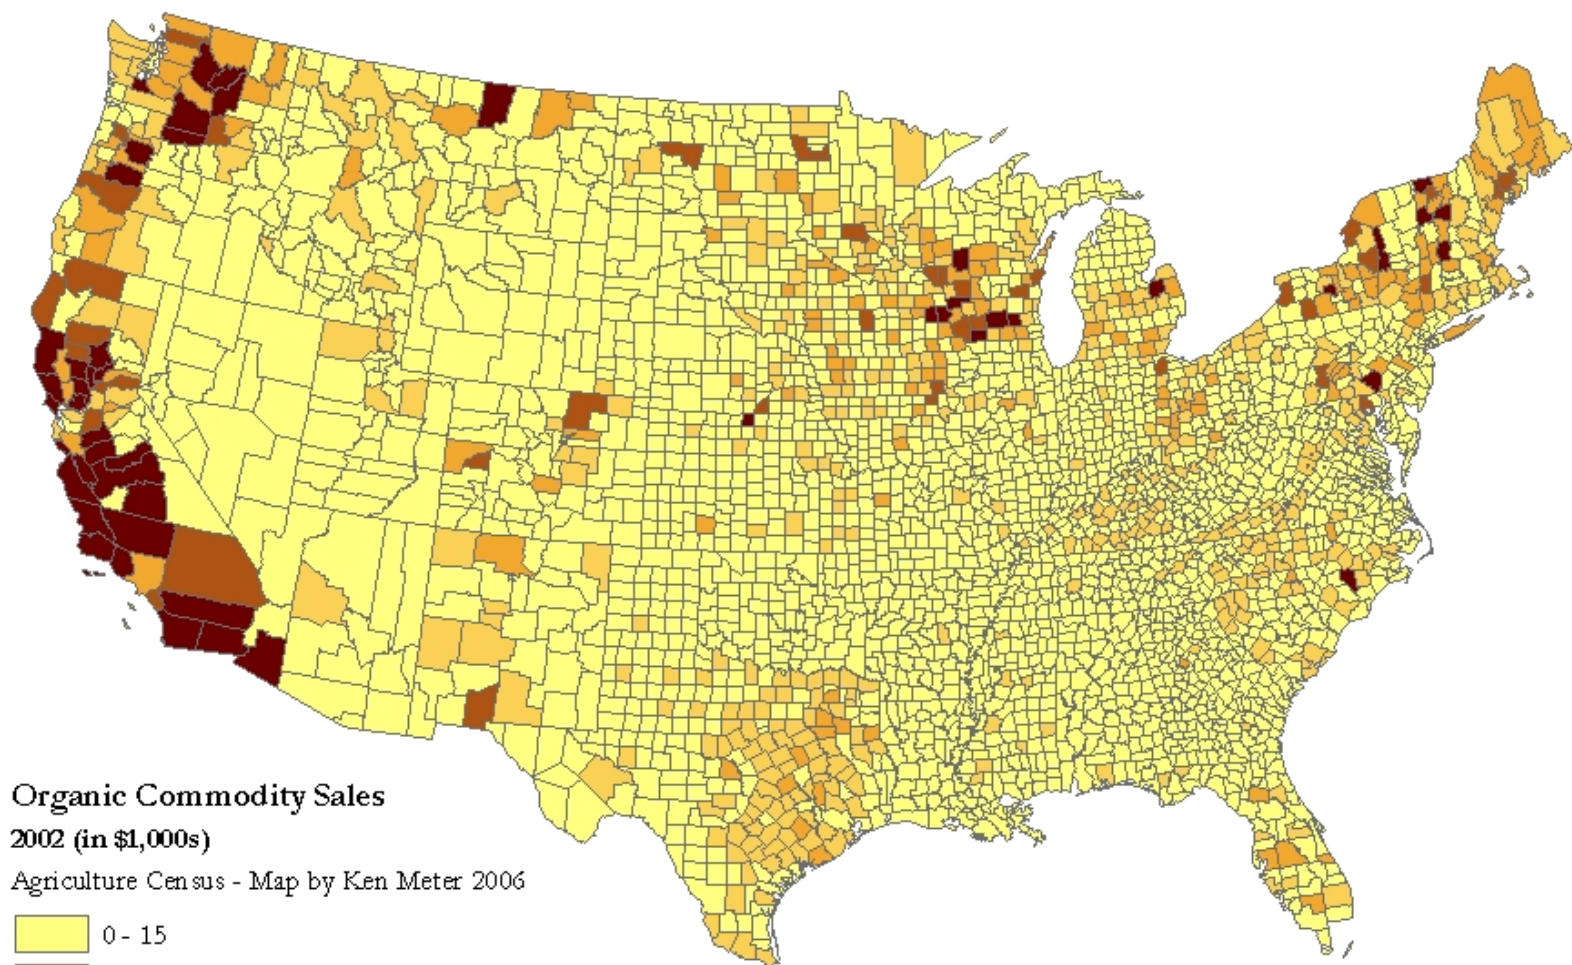 Organic Commodity Sales
2002 (in $1,000s)
Agriculture Census - Map by Ken Meter 2006
0 - 15